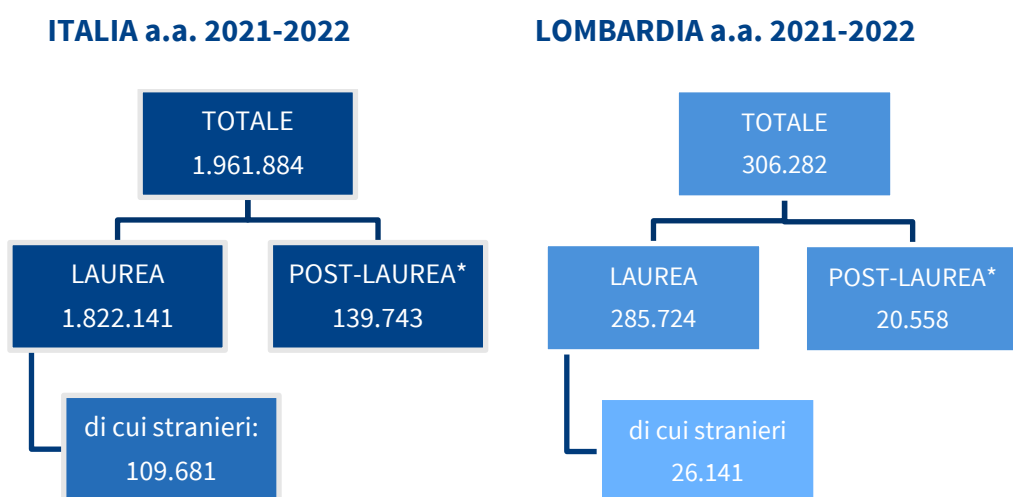 ITALIA a.a. 2021-2022
TOTALE
1.961.884
LAUREA
1.822.141
POST-LAUREA*
139.743
di cui stranieri:
109.681
LOMBARDIA a.a. 2021-2022
TOTALE
306.282
LAUREA
285.724
POST-LAUREA*
20.558
di cui stranieri
26.141